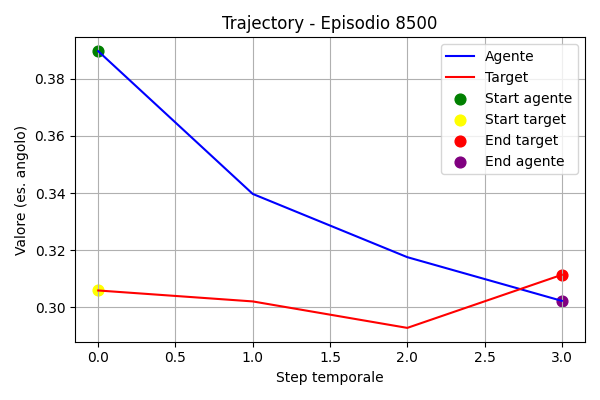 Trajectory - Episodio 8500
Valore (es. angolo)
0.38
0.36
0.34
0.32
0.30
Agente
Target
Start agente
Start target
End target
End agente
0.0 0.5 1.0 1.5 2.0 2.5 3.0
Step temporale